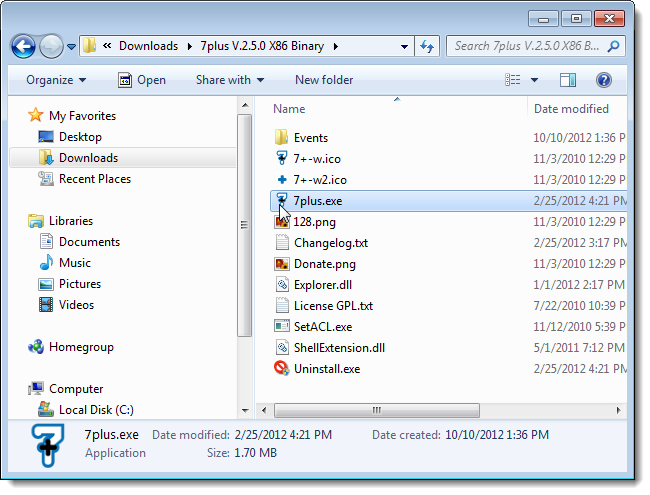 « Downloads 7plus V.2.5.0 X86 Binary
Search 7plus V.2.5.0 X86 B...
Organize Open Share with New folder
My Favorites
Desktop
Downloads
Recent Places
Libraries
Documents
Music
Pictures
Videos
Homegroup
Computer
Local Disk (C:)
Name Date modified
Events 10/10/2012 1:36 P
7+-w.ico 11/3/2010 12:29 P
7+-w2.ico 11/3/2010 12:29 P
7plus.exe 2/25/2012 4:21 PM
128.png 11/3/2010 12:29 P
Changelog.txt 2/25/2012 3:17 PM
Donate.png 11/3/2010 12:29 P
Explorer.dll 1/1/2012 2:17 PM
License GPL.txt 7/22/2010 10:39 P
SetACL.exe 11/12/2010 5:39 P
ShellExtension.dll 5/1/2011 7:12 PM
Uninstall.exe 2/25/2012 4:21 PM
7plus.exe Date modified: 2/25/2012 4:21 PM Date created: 10/10/2012 1:36 PM
Application Size: 1.70 MB